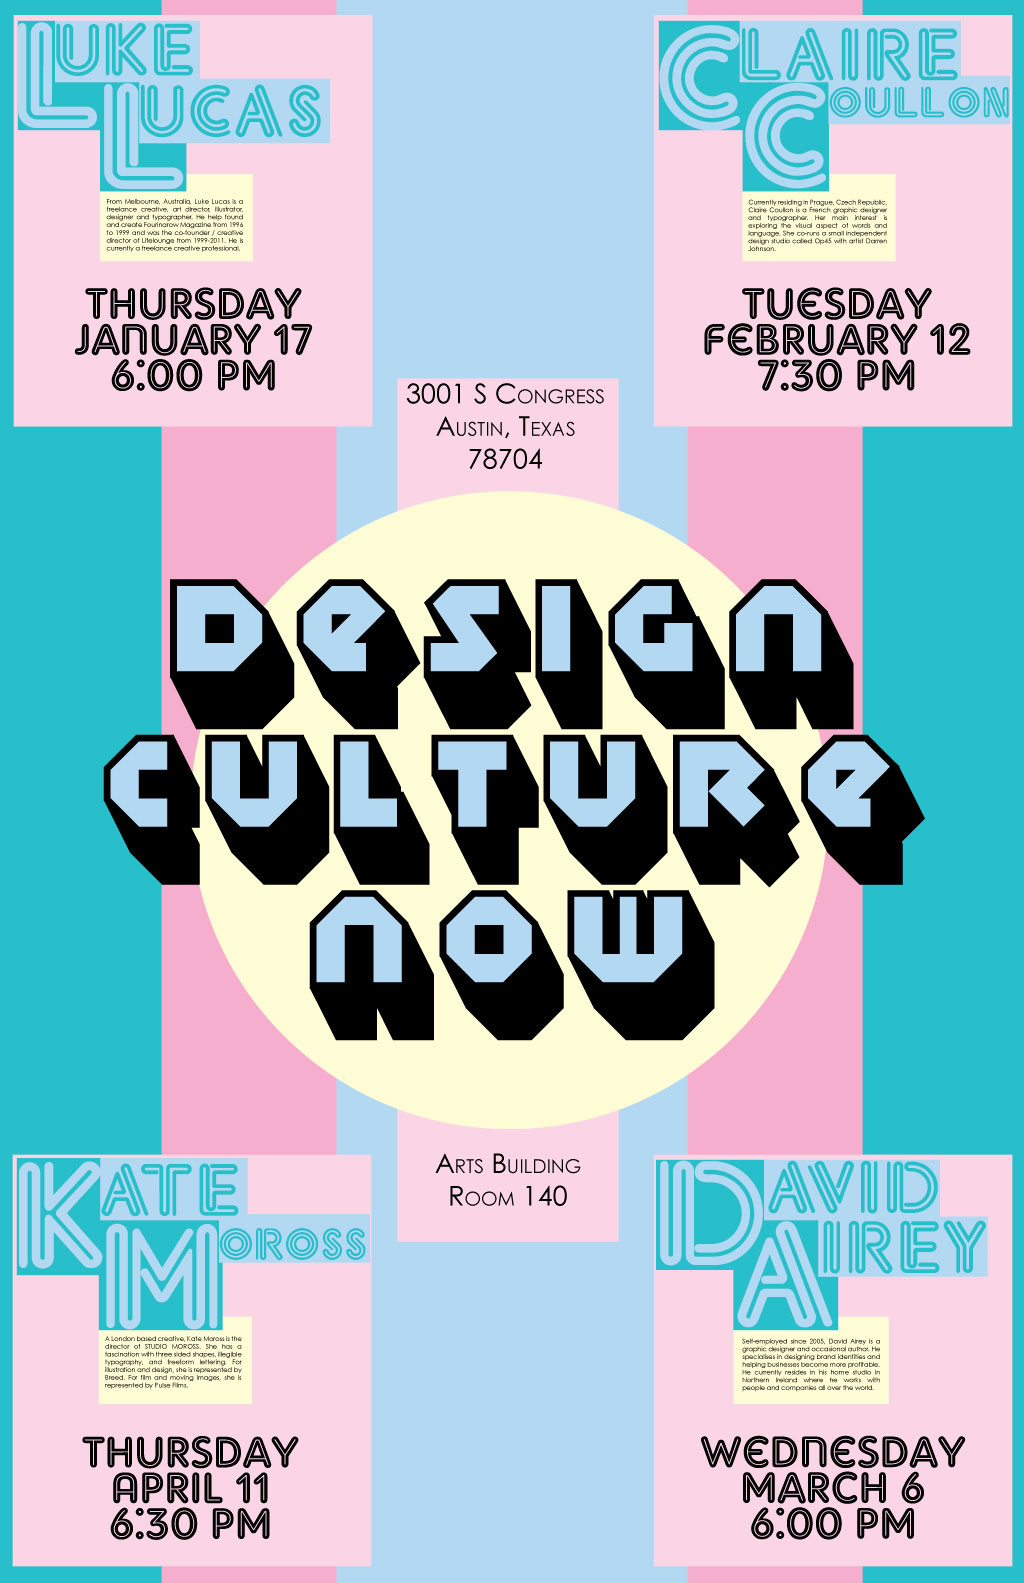 Luke
Lucas
From Melbourne, Australia, Luke Lucas is a
freelance creative, art director, illustrator,
designer and typographer. He help found
and create Fourinarow Magazine from 1996
to 1999 and was the co-founder / creative
director of Lifelounge from 1999-2011. He is
currently a freelance creative professional.
THURSDAY
JANUARY 17
6:00 PM
Claire
Coullon
Currently residing in Prague, Czech Republic,
Claire Coullon is a French graphic designer
and typographer. Her main interest is
exploring the visual aspect of words and
language. She co-runs a small independent
design studio called Op45 with artist Darren
Johnson.
TUESDAY
FEBRUARY 12
7:30 PM
3001 S Congress
Austin, Texas
78704
DESIGN
CULTURE
NOW
Arts Building
Room 140
Kate
Moross
A London based creative, Kate Moross is the
director of STUDIO MOROSS. She has a
fascination with three sided shapes, illegible
typography, and freeform lettering. For
illustration and design, she is represented by
Breed. For film and moving images, she is
represented by Pulse Films.
THURSDAY
APRIL 11
6:30 PM
David
Airey
Self-employed since 2005, David Airey is a
graphic designer and occasional author. He
specialises in designing brand identities and
helping businesses become more profitable.
He currently resides in his home studio in
Northern Ireland where he works with
people and companies all over the world.
WEDNESDAY
MARCH 6
6:00 PM